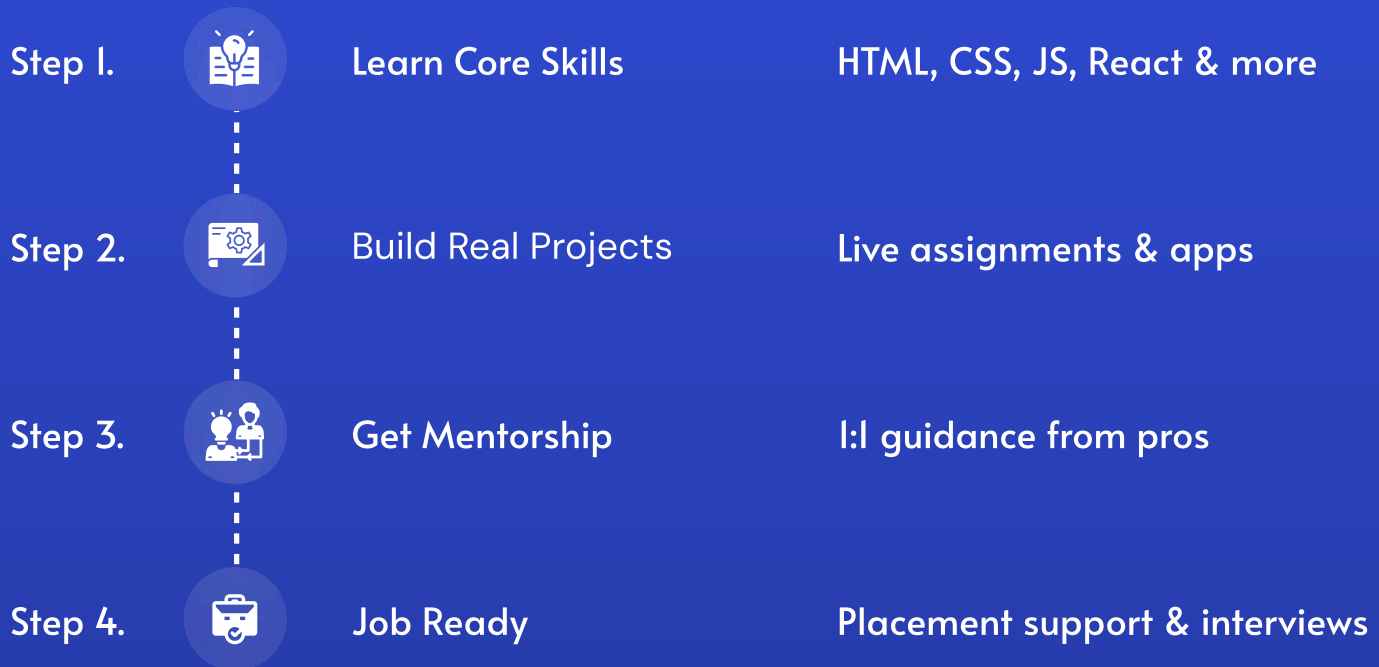 Step 1. Learn Core Skills HTML, CSS, JS, React & more
Step 2. Build Real Projects Live assignments & apps
Step 3. Get Mentorship 1:1 guidance from pros
Step 4. Job Ready Placement support & interviews